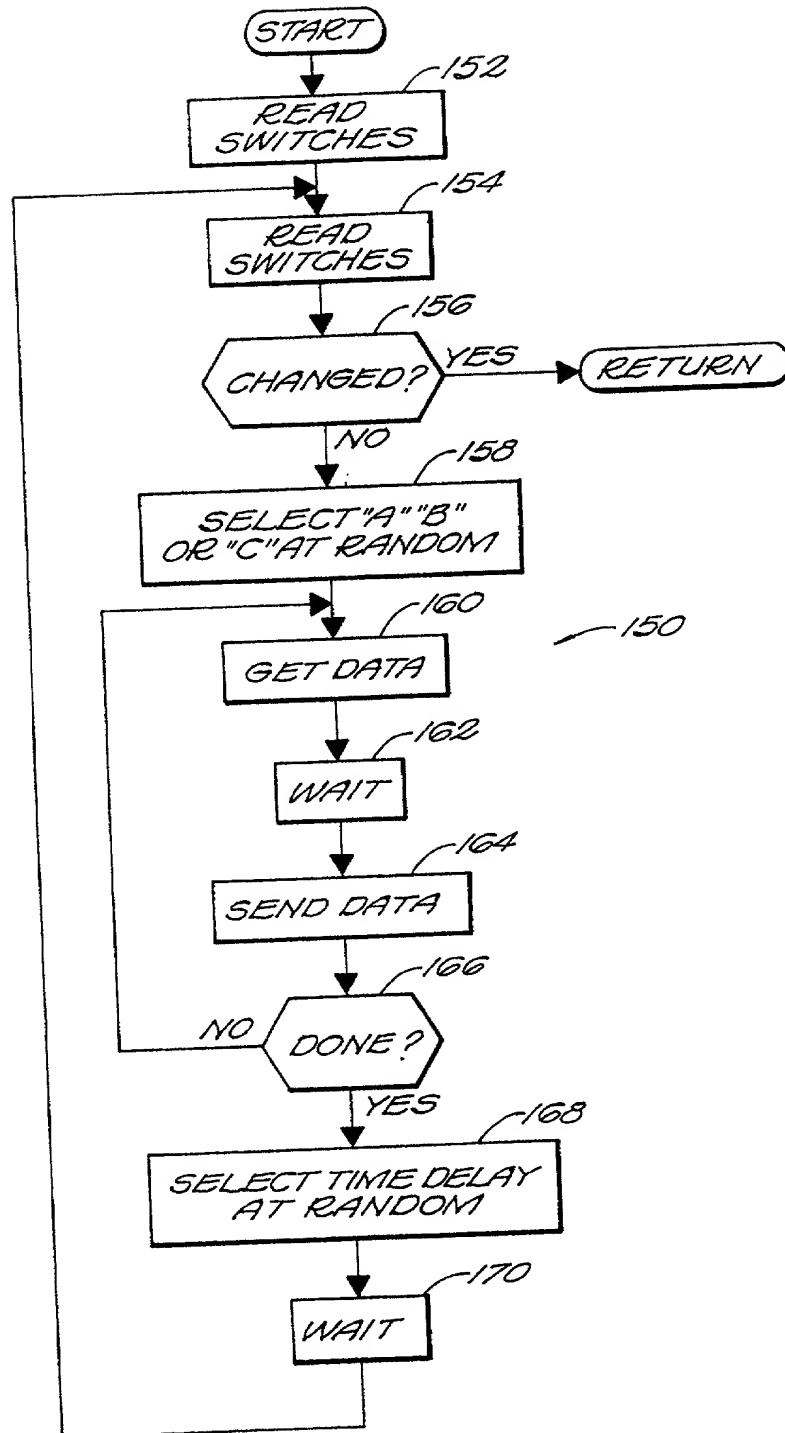 START
152
READ
SWITCHES
154
READ
SWITCHES
156
CHANGED?
YES
RETURN
NO
158
SELECT "A" "B"
OR "C" AT RANDOM
160
GET DATA
150
162
WAIT
164
SEND DATA
166
NO
DONE?
YES
168
SELECT TIME DELAY
AT RANDOM
170
WAIT